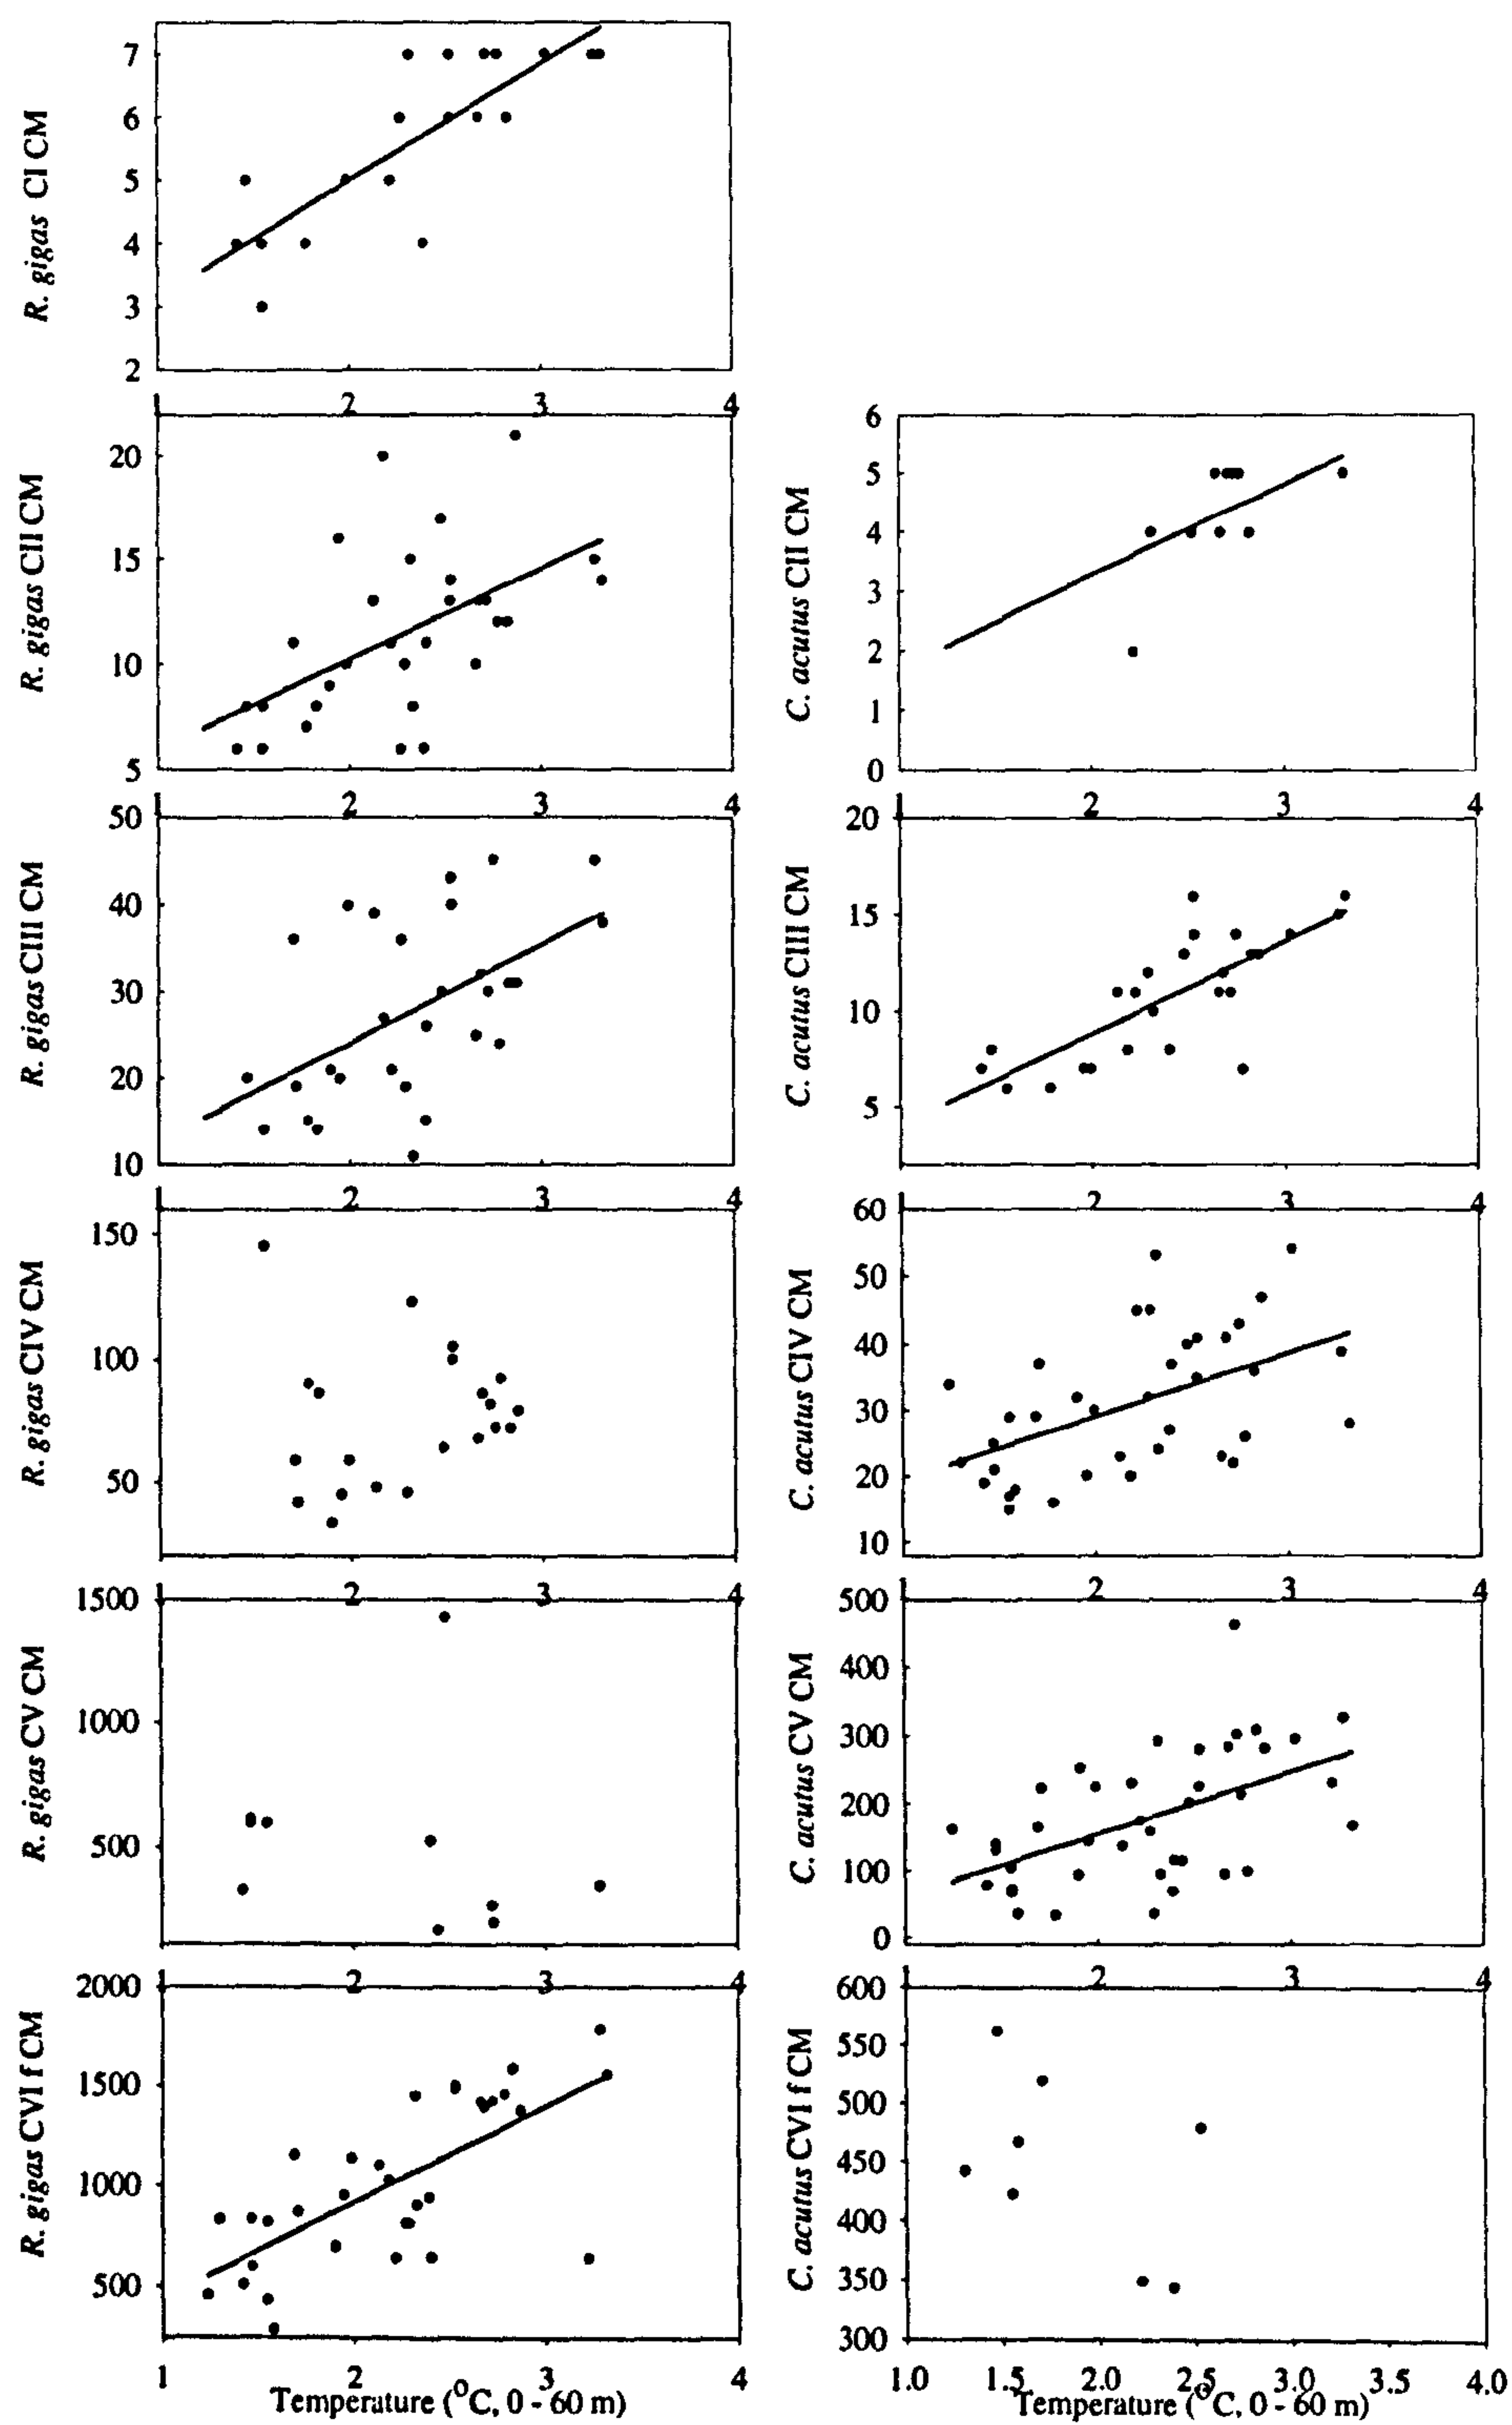 R. gigas CI CM
7
6
5
4
3
2
1 2 3 4
R. gigas CII CM
20
15
10
5
1 2 3 4
C. acutus CII CM
6
5
4
3
2
1
0
1 2 3 4
R. gigas CIII CM
50
40
30
20
10
1 2 3 4
C. acutus CIII CM
20
15
10
5
1 2 3 4
R. gigas CIV CM
150
100
50
1 2 3 4
C. acutus CIV CM
60
50
40
30
20
10
1 2 3 4
R. gigas CV CM
1500
1000
500
1 2 3 4
C. acutus CV CM
500
400
300
200
100
0
1 2 3 4
R. gigas CVI f CM
2000
1500
1000
500
1 2 3 4
Temperature (°C, 0 - 60 m)
C. acutus CVI f CM
600
550
500
450
400
350
300
1.0 1.5 2.0 2.5 3.0 3.5 4.0
Temperature (°C, 0 - 60 m)